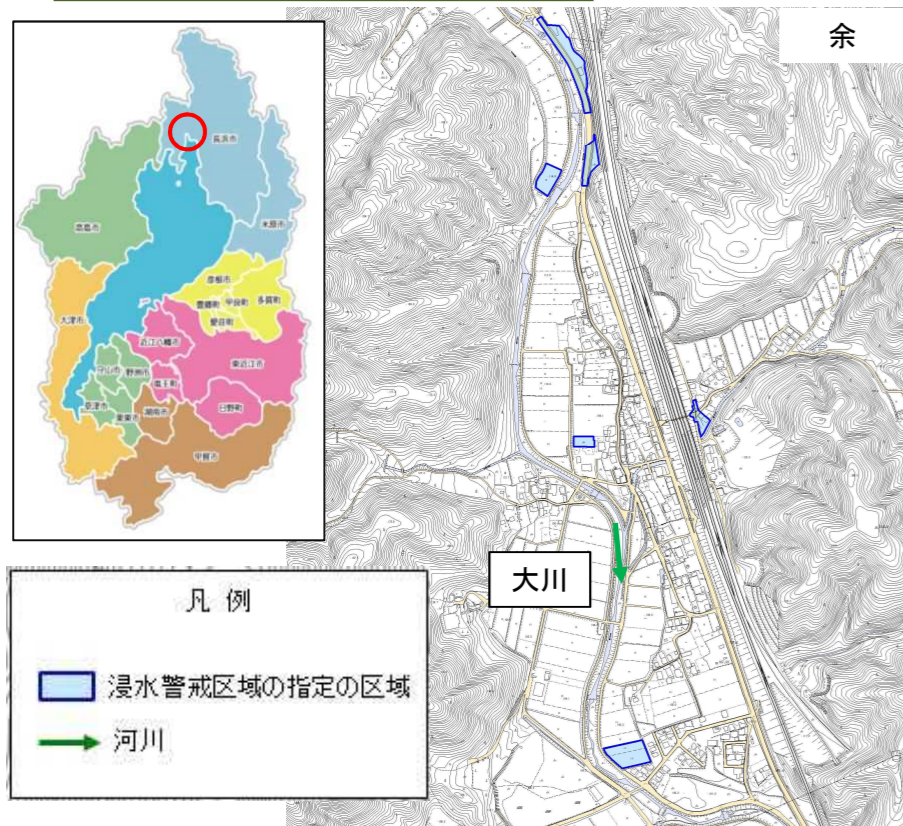 余
長浜市
高島市
米原市
彦根市
豊郷町
甲良町
多賀町
愛荘町
大津市
近江八幡市
東近江市
守山市
野洲市
竜王町
草津市
栗東市
湖南市
日野町
甲賀市
大川
凡 例
浸水警戒区域の指定の区域
河川